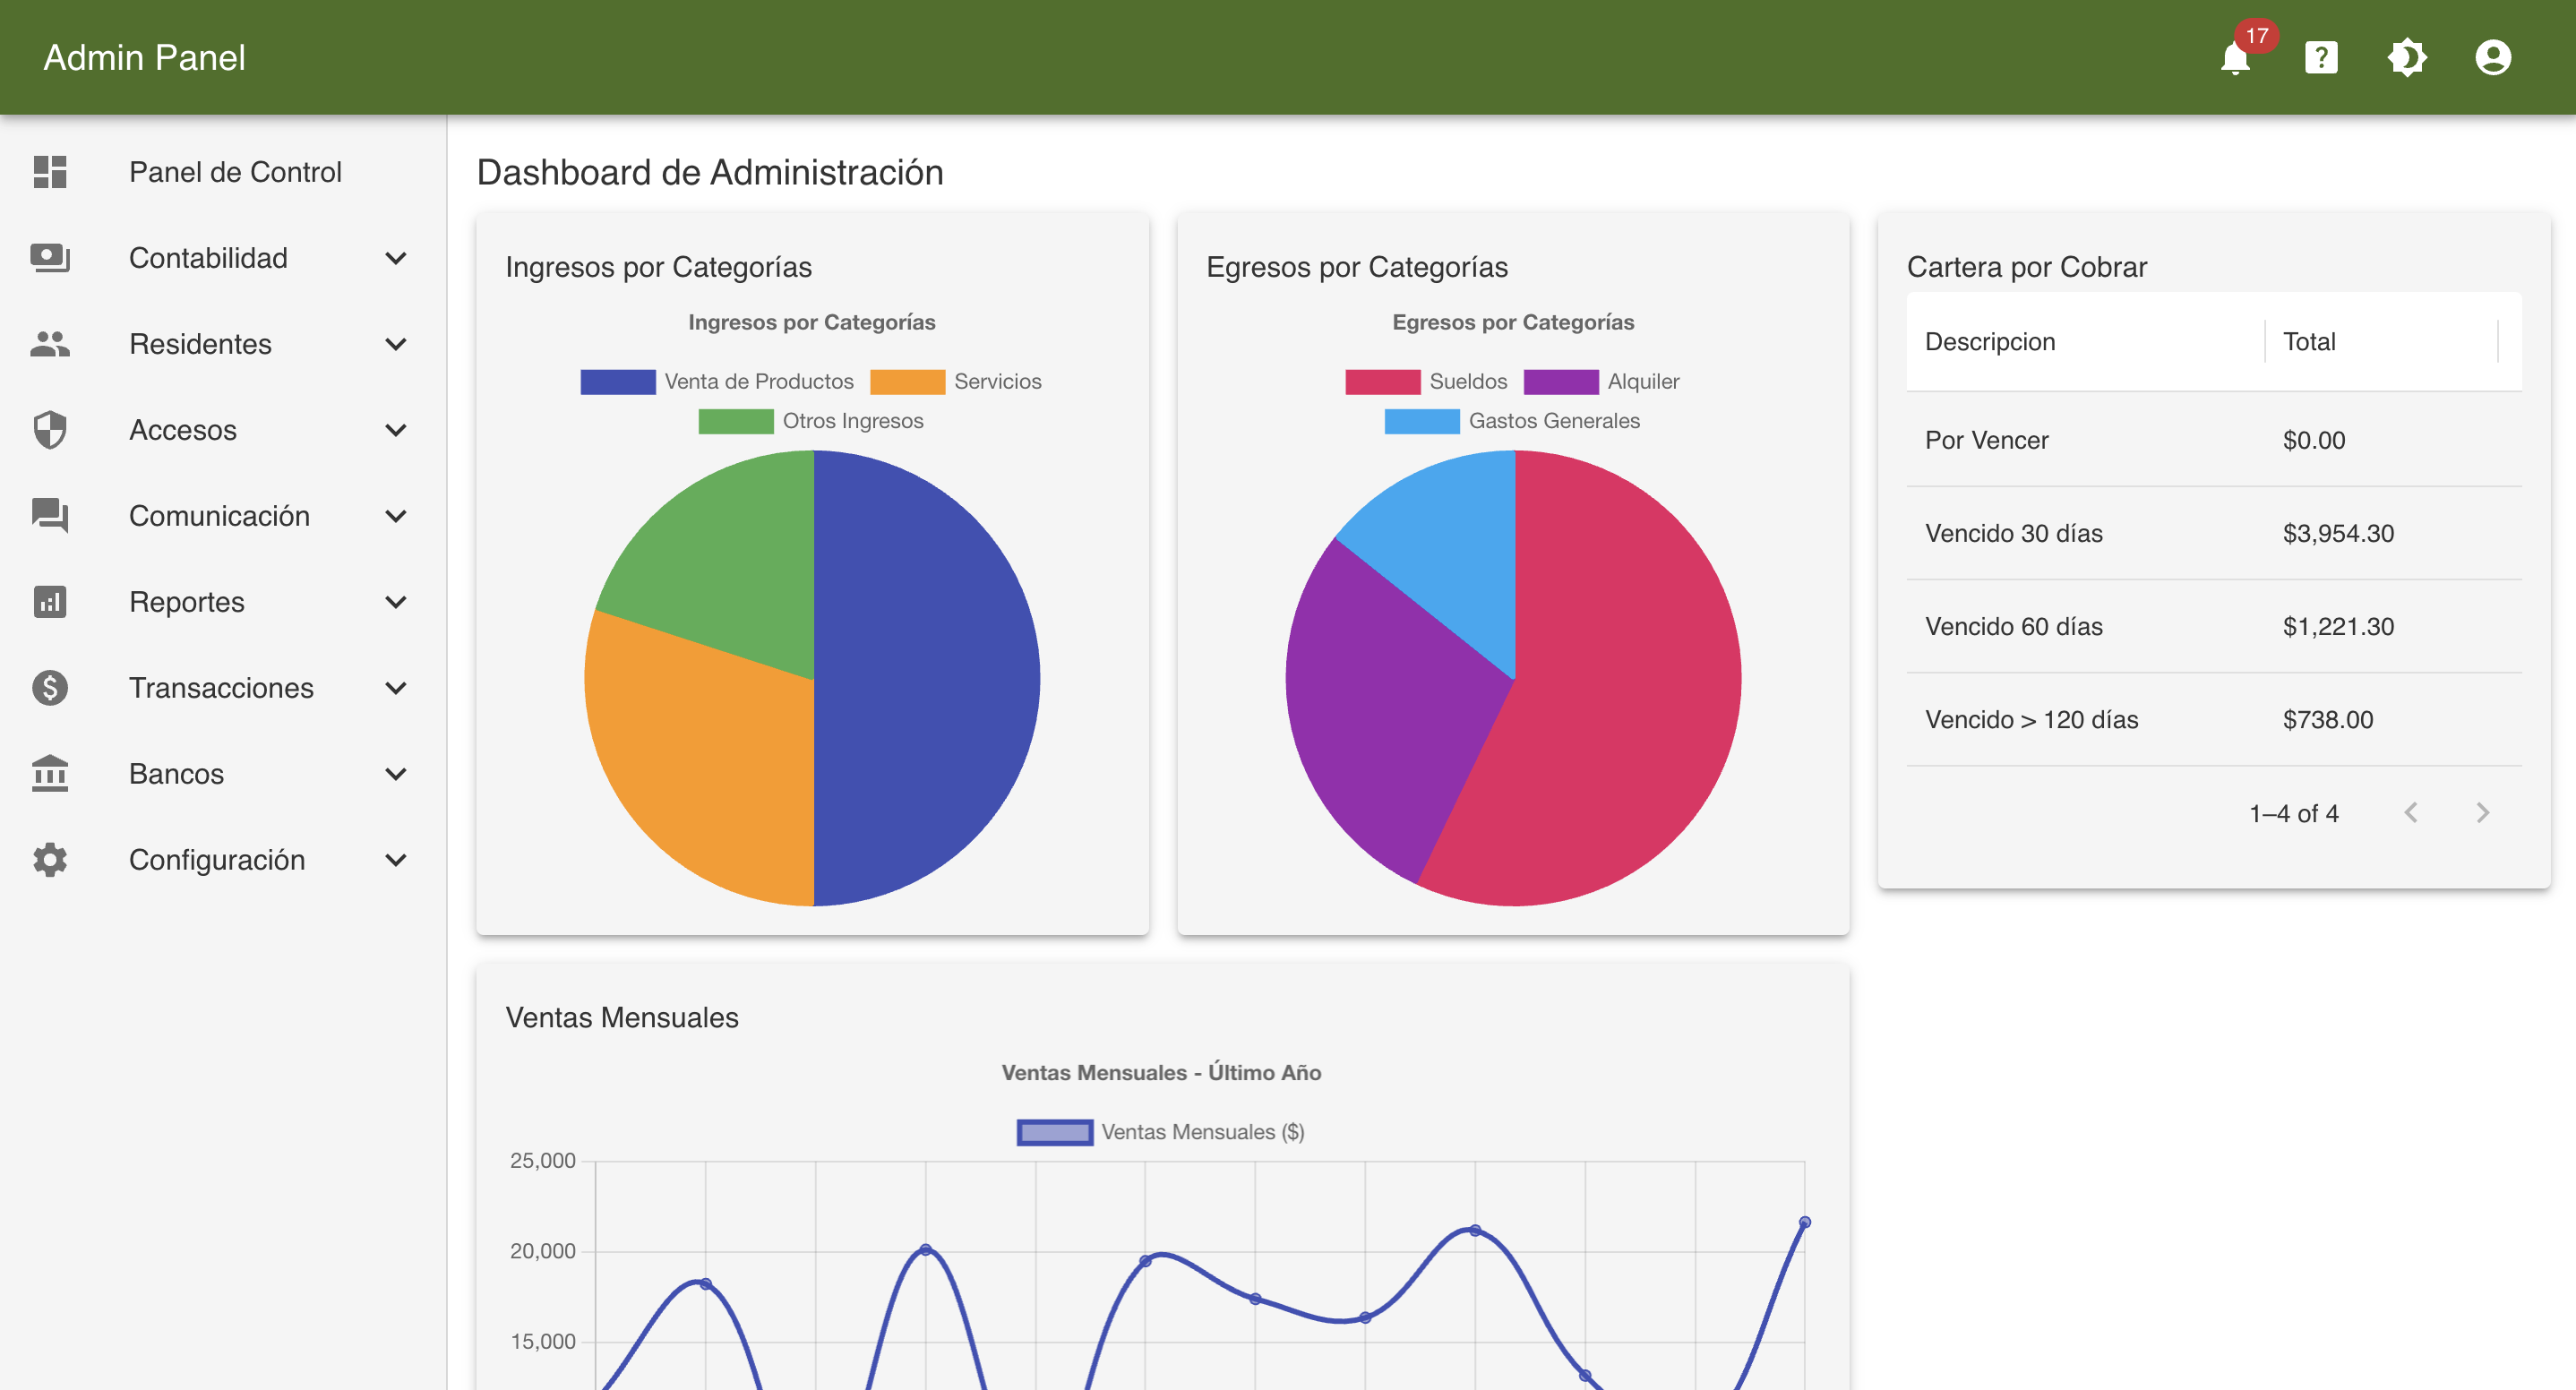 Admin Panel
17
Panel de Control
Contabilidad
Residentes
Accesos
Comunicación
Reportes
Transacciones
Bancos
Configuración
Dashboard de Administración
Ingresos por Categorías
Ingresos por Categorías
Venta de Productos Servicios
Otros Ingresos
Egresos por Categorías
Egresos por Categorías
Sueldos Alquiler
Gastos Generales
Cartera por Cobrar
Descripcion Total
Por Vencer $0.00
Vencido 30 días $3,954.30
Vencido 60 días $1,221.30
Vencido > 120 días $738.00
1–4 of 4
Ventas Mensuales
Ventas Mensuales - Último Año
Ventas Mensuales ($)
25,000
20,000
15,000